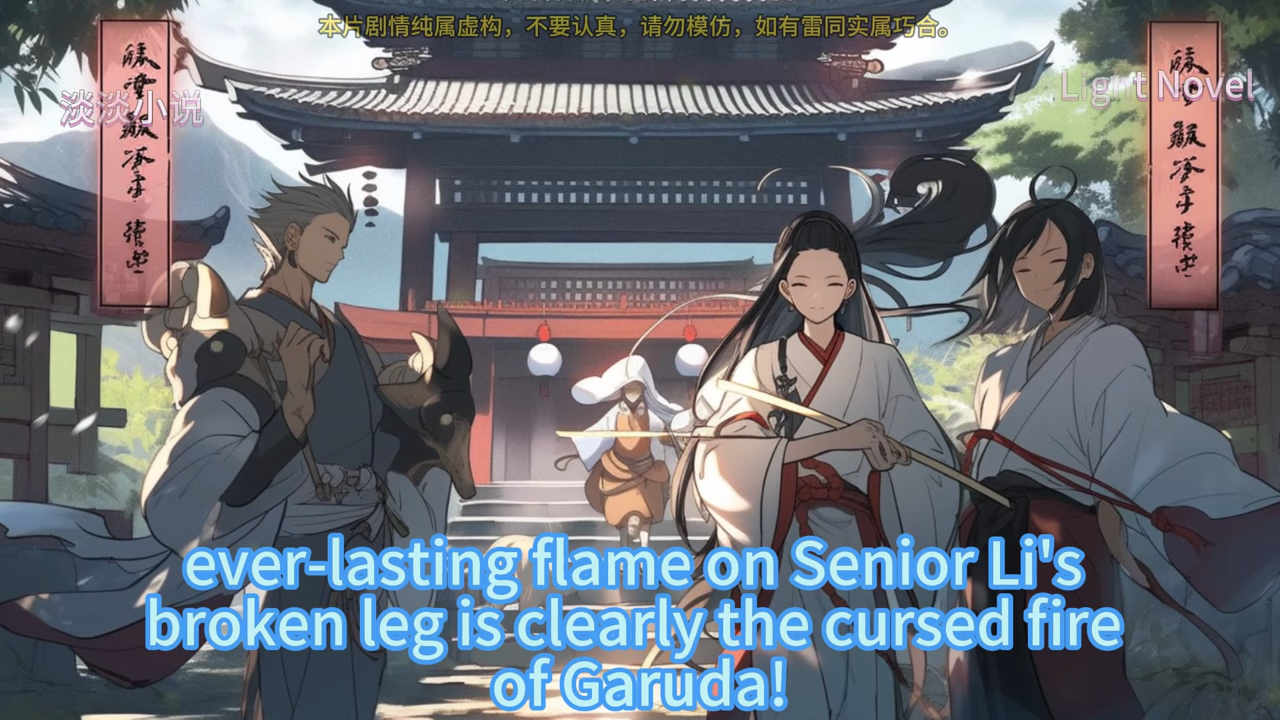 本片剧情纯属虚构，不要认真，请勿模仿，如有雷同实属巧合。
淡淡小说
Light Novel
ever-lasting flame on Senior Li's
broken leg is clearly the cursed fire
of Garuda!